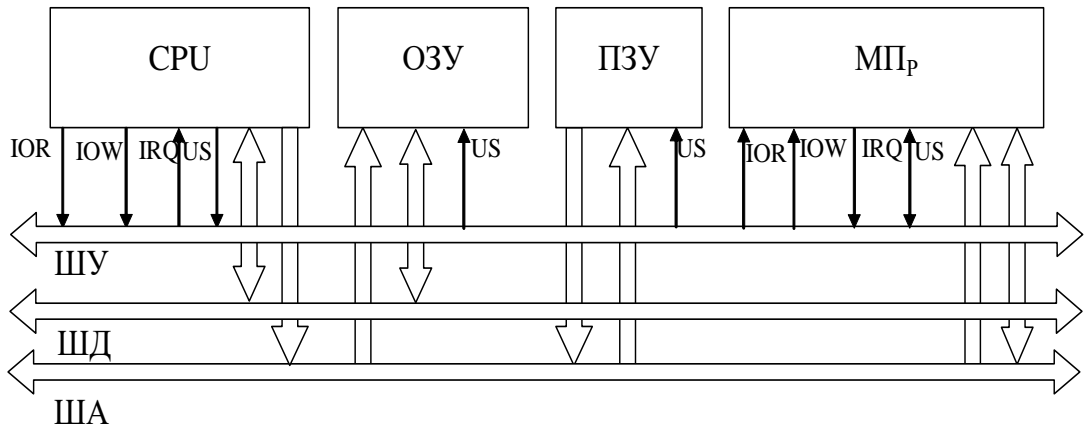 CPU
ОЗУ
ПЗУ
МПР
IOR IOW IRQ US US US IOR IOW IRQ US
ШУ
ШД
ША